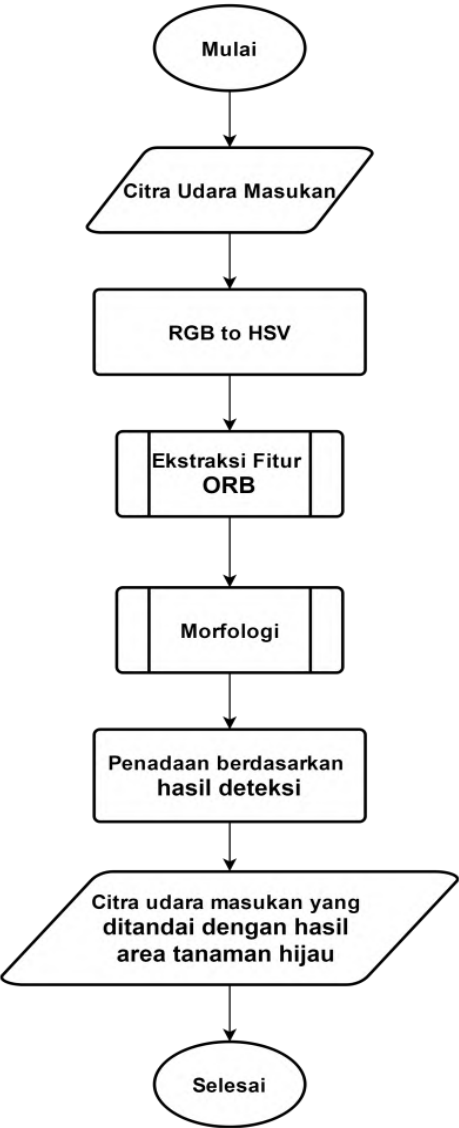 Mulai
Citra Udara Masukan
RGB to HSV
Ekstraksi Fitur
ORB
Morfologi
Penadaan berdasarkan
hasil deteksi
Citra udara masukan yang
ditandai dengan hasil
area tanaman hijau
Selesai